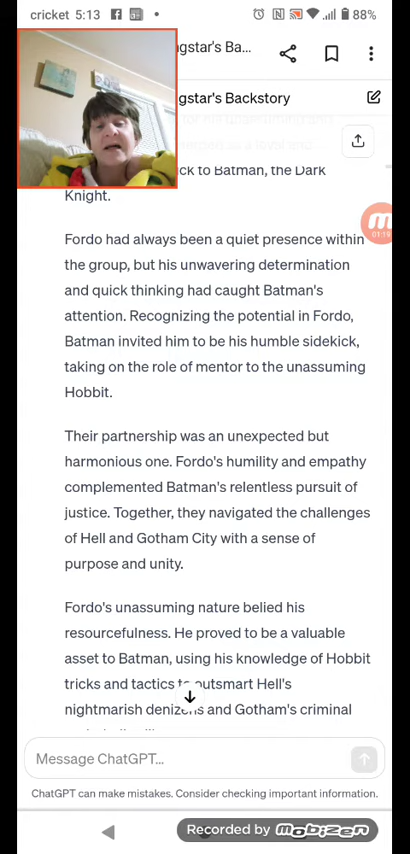 cricket 5:13 88%
ngstar's Ba...
gstar's Backstory
ck to Batman, the Dark
Knight.
01:19
Fordo had always been a quiet presence within
the group, but his unwavering determination
and quick thinking had caught Batman's
attention. Recognizing the potential in Fordo,
Batman invited him to be his humble sidekick,
taking on the role of mentor to the unassuming
Hobbit.
Their partnership was an unexpected but
harmonious one. Fordo's humility and empathy
complemented Batman's relentless pursuit of
justice. Together, they navigated the challenges
of Hell and Gotham City with a sense of
purpose and unity.
Fordo's unassuming nature belied his
resourcefulness. He proved to be a valuable
asset to Batman, using his knowledge of Hobbit
tricks and tactics to outsmart Hell's
nightmarish denizens and Gotham's criminal
Message ChatGPT...
ChatGPT can make mistakes. Consider checking important information.
Recorded by mobizen